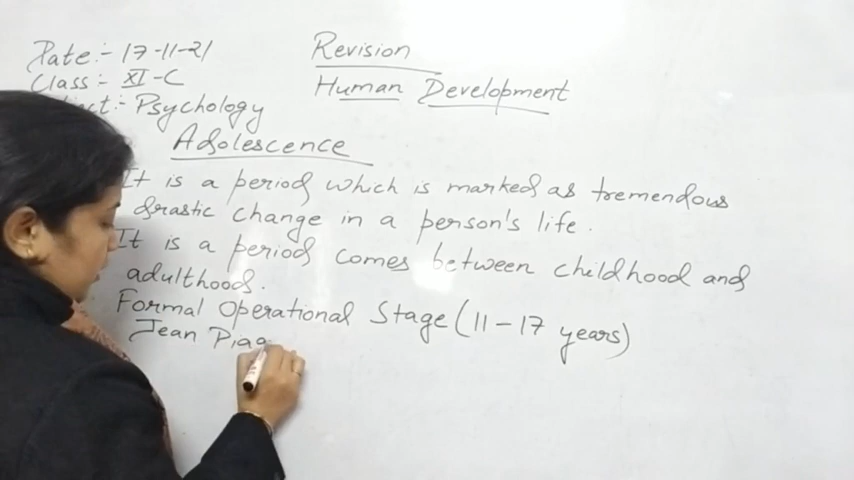 Date:- 17-11-21
Revision
Class:- XI-C
Human Development
Psychology
Adolescence
It is a period which is marked as tremendous
drastic change in a person's life.
It is a period comes between childhood and
adulthood.
Formal Operational Stage (11-17 years)
Jean Piag